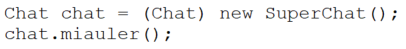 Chat chat = (Chat) new SuperChat();
chat.miauler();